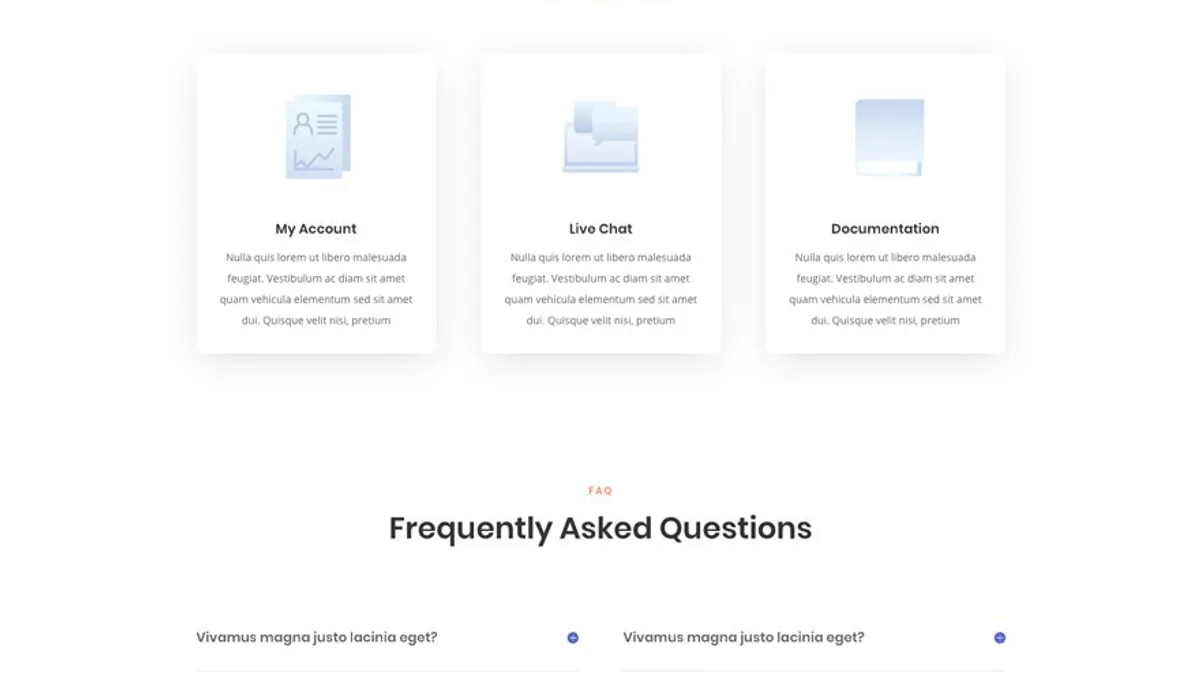 My Account
Nulla quis lorem ut libero malesuada
feugiat. Vestibulum ac diam sit amet
quam vehicula elementum sed sit amet
dui. Quisque velit nisi, pretium
Live Chat
Nulla quis lorem ut libero malesuada
feugiat. Vestibulum ac diam sit amet
quam vehicula elementum sed sit amet
dui. Quisque velit nisi, pretium
Documentation
Nulla quis lorem ut libero malesuada
feugiat. Vestibulum ac diam sit amet
quam vehicula elementum sed sit amet
dui. Quisque velit nisi, pretium
FAQ
Frequently Asked Questions
Vivamus magna justo lacinia eget?
Vivamus magna justo lacinia eget?